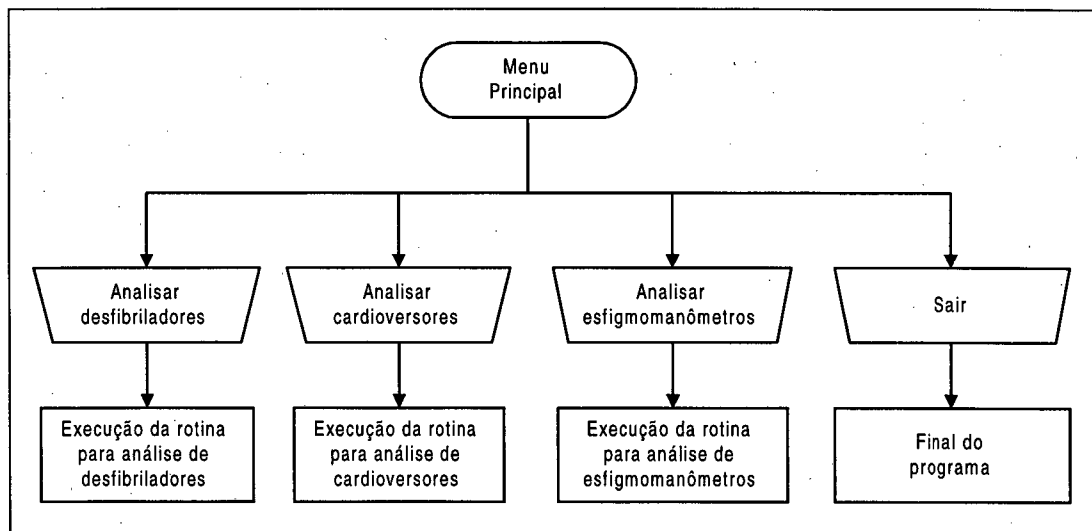 Menu
Principal
Analisar
desfibriladores
Analisar
cardioversores
Analisar
esfigmomanômetros
Sair
Execução da rotina
para análise de
desfibriladores
Execução da rotina
para análise de
cardioversores
Execução da rotina
para análise de
esfigmomanômetros
Final do
programa